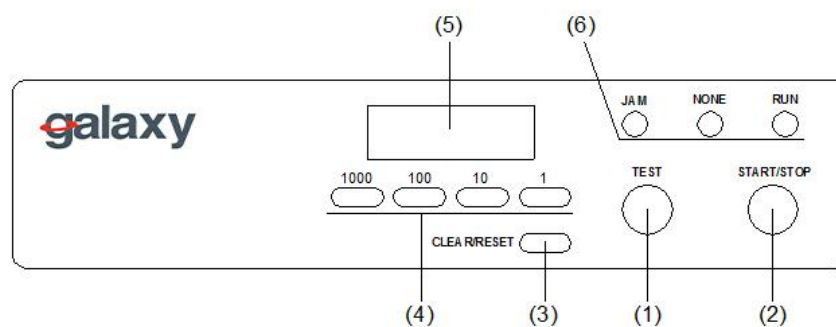 (5) (6)
JAM NONE RUN
galaxy
1000 100 10 1
TEST START/STOP
CLEAR/RESET
(4) (3) (1) (2)